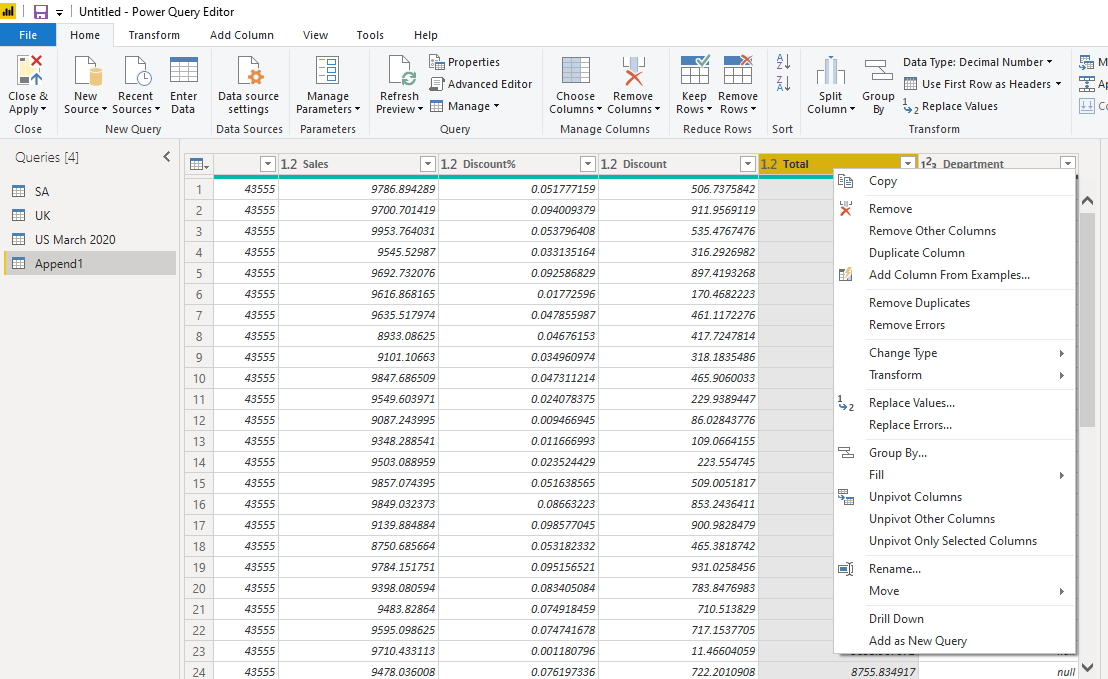 Untitled - Power Query Editor
File Home Transform Add Column View Tools Help
Close & Apply New Source Recent Sources Enter Data Data source settings Manage Parameters Refresh Preview Properties Advanced Editor Manage Choose Columns Remove Columns Keep Rows Remove Rows Split Column Group By Data Type: Decimal Number Use First Row as Headers Replace Values
Close New Query Data Sources Parameters Query Manage Columns Reduce Rows Sort Transform
Queries [4]
SA
UK
US March 2020
Append1
1.2 Sales 1.2 Discount% 1.2 Discount 1.2 Total 123 Department
1 43555 9786.894289 0.051777159 506.7375842
2 43555 9700.701419 0.094009379 911.9569119
3 43555 9953.764031 0.053796408 535.4767476
4 43555 9545.52987 0.033135164 316.2926982
5 43555 9692.732076 0.092586829 897.4193268
6 43555 9616.868165 0.01772596 170.4682223
7 43555 9635.517974 0.047855987 461.1172276
8 43555 8933.08625 0.04676153 417.7247814
9 43555 9101.10663 0.034960974 318.1835486
10 43555 9847.686509 0.047311214 465.9060033
11 43555 9549.603971 0.024078375 229.9389447
12 43555 9087.243995 0.009466945 86.02843776
13 43555 9348.288541 0.011666993 109.0664155
14 43555 9503.088959 0.023524429 223.554745
15 43555 9857.074395 0.051638565 509.0051817
16 43555 9849.032373 0.08663223 853.2436411
17 43555 9139.884884 0.098577045 900.9828479
18 43555 8750.685664 0.053182332 465.3818742
19 43555 9784.151751 0.095156521 931.0258456
20 43555 9398.080594 0.083405084 783.8476983
21 43555 9483.82864 0.074918459 710.513829
22 43555 9595.098625 0.074741678 717.1537705
23 43555 9710.433113 0.001180796 11.46604059
24 43555 9478.036008 0.076197336 722.2010908 8755.834917 null
Copy
Remove
Remove Other Columns
Duplicate Column
Add Column From Examples...
Remove Duplicates
Remove Errors
Change Type
Transform
Replace Values...
Replace Errors...
Group By...
Fill
Unpivot Columns
Unpivot Other Columns
Unpivot Only Selected Columns
Rename...
Move
Drill Down
Add as New Query